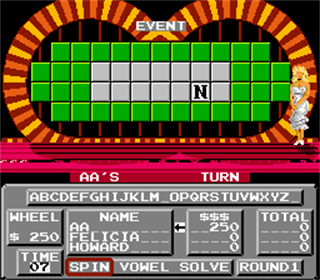 EVENT
N
AA'S TURN
ABCDEFGHIJKLM_OPQRSTUVWXYZ_
WHEEL NAME $$$ TOTAL
$ 250 AA ← 250 0
FELICIA 0 0
HOWARD 0 0
TIME
07 SPIN VOWEL SOLVE ROUND1